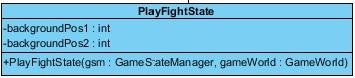 PlayFightState
-backgroundPos1 : int
-backgroundPos2 : int
+PlayFightState(gsm : GameStateManager, gameWorld : GameWorld)